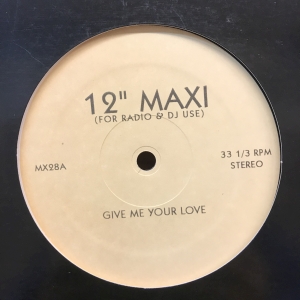 12" MAXI
(FOR RADIO & DJ USE)
MX28A
33 1/3 RPM
STEREO
GIVE ME YOUR LOVE